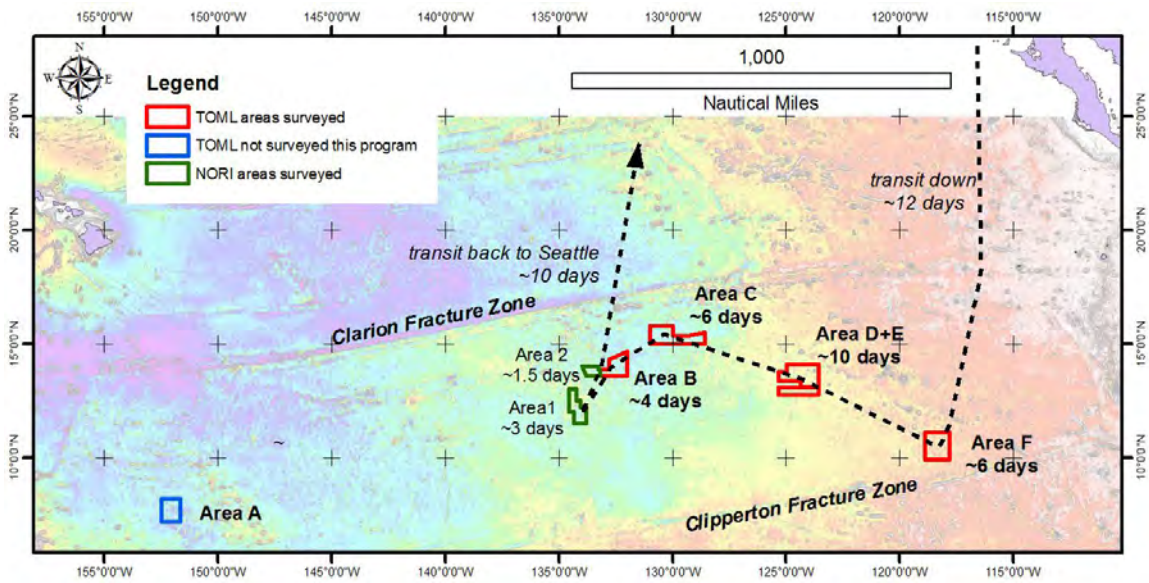 155°0'0"W 150°0'0"W 145°0'0"W 140°0'0"W 135°0'0"W 130°0'0"W 125°0'0"W 120°0'0"W 115°0'0"W
N
W E
S
Legend
TOML areas surveyed
TOML not surveyed this program
NORI areas surveyed
1,000
Nautical Miles
25°0'0"N
25°0'0"N
20°0'0"N
20°0'0"N
15°0'0"N
15°0'0"N
10°0'0"N
10°0'0"N
transit down
~12 days
transit back to Seattle
~10 days
Clarion Fracture Zone
Area C
~6 days
Area D+E
~10 days
Area 2
~1.5 days
Area B
~4 days
Area1
~3 days
Area F
~6 days
~
Area A
Clipperton Fracture Zone
155°0'0"W 150°0'0"W 145°0'0"W 140°0'0"W 135°0'0"W 130°0'0"W 125°0'0"W 120°0'0"W 115°0'0"W